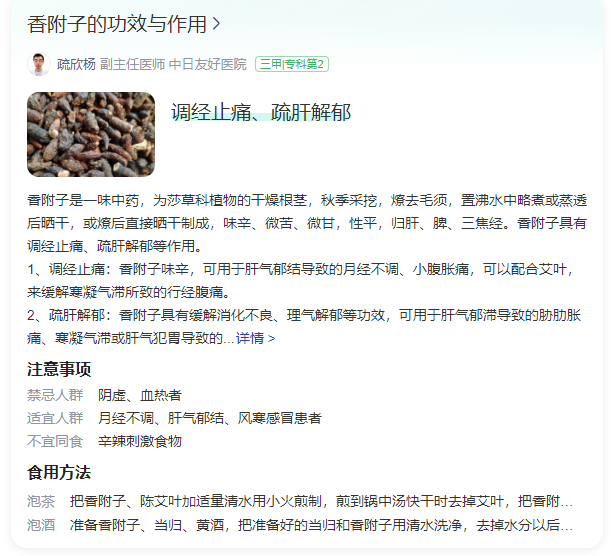 香附子的功效与作用 >
疏欣杨 副主任医师 中日友好医院 三甲|专科第2
调经止痛、疏肝解郁
香附子是一味中药，为莎草科植物的干燥根茎，秋季采挖，燎去毛须，置沸水中略煮或蒸透
后晒干，或燎后直接晒干制成，味辛、微苦、微甘，性平，归肝、脾、三焦经。香附子具有
调经止痛、疏肝解郁等作用。
1、调经止痛：香附子味辛，可用于肝气郁结导致的月经不调、小腹胀痛，可以配合艾叶，
来缓解寒凝气滞所致的行经腹痛。
2、疏肝解郁：香附子具有缓解消化不良、理气解郁等功效，可用于肝气郁滞导致的胁肋胀
痛、寒凝气滞或肝气犯胃导致的...详情 >
注意事项
禁忌人群 阴虚、血热者
适宜人群 月经不调、肝气郁结、风寒感冒患者
不宜同食 辛辣刺激食物
食用方法
泡茶 把香附子、陈艾叶加适量清水用小火煎制，煎到锅中汤快干时去掉艾叶，把香附...
泡酒 准备香附子、当归、黄酒，把准备好的当归和香附子用清水洗净，去掉水分以后...